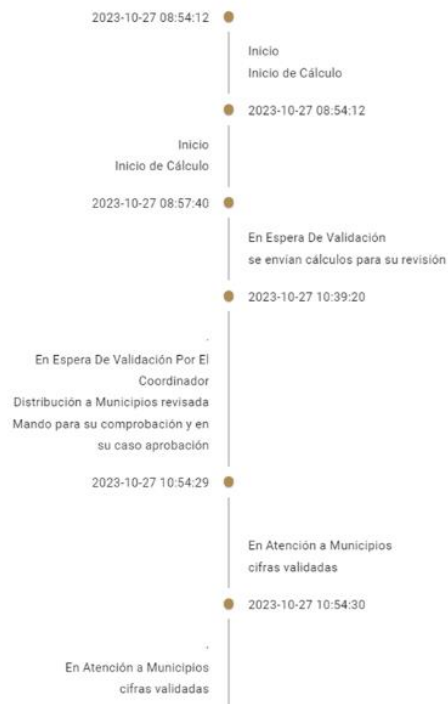 2023-10-27 08:54:12
Inicio
Inicio de Cálculo
2023-10-27 08:54:12
Inicio
Inicio de Cálculo
2023-10-27 08:57:40
En Espera De Validación
se envían cálculos para su revisión
2023-10-27 10:39:20
.
En Espera De Validación Por El
Coordinador
Distribución a Municipios revisada
Mando para su comprobación y en
su caso aprobación
2023-10-27 10:54:29
En Atención a Municipios
cifras validadas
2023-10-27 10:54:30
.
En Atención a Municipios
cifras validadas